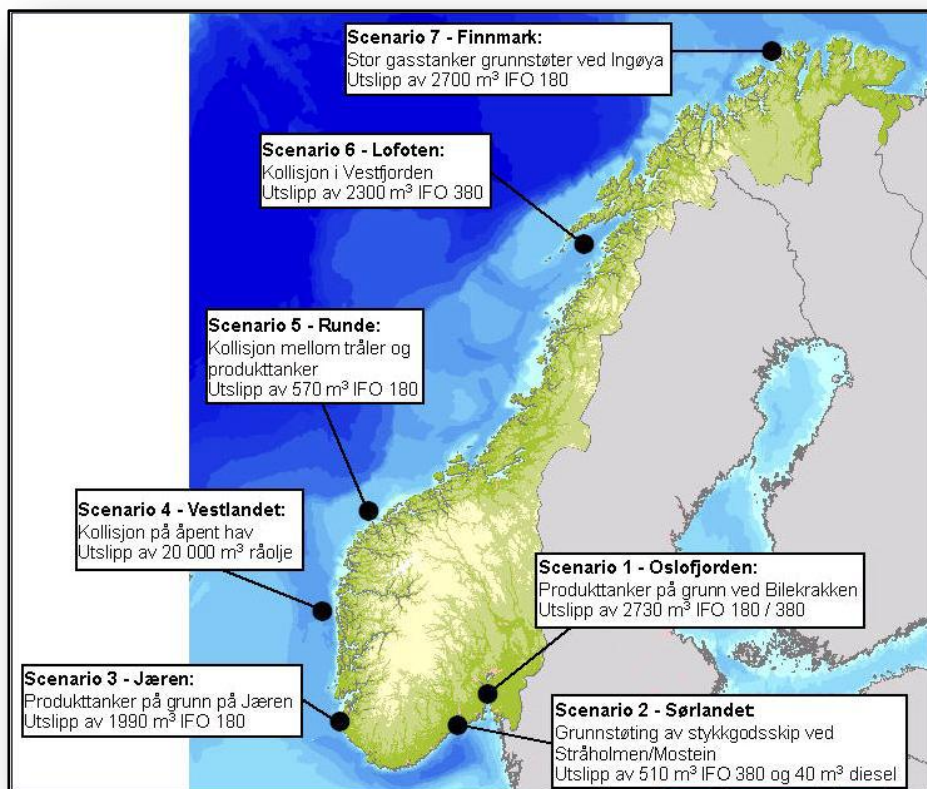 Scenario 7 - Finnmark:
Stor gasstanker grunnstøter ved Ingøya
Utslipp av 2700 m³ IFO 180
Scenario 6 - Lofoten:
Kollisjon i Vestfjorden
Utslipp av 2300 m³ IFO 380
Scenario 5 - Runde:
Kollisjon mellom tråler og
produkttanker
Utslipp av 570 m³ IFO 180
Scenario 4 - Vestlandet:
Kollisjon på åpent hav
Utslipp av 20 000 m³ råolje
Scenario 1 - Oslofjorden:
Produkttanker på grunn ved Bilekrakken
Utslipp av 2730 m³ IFO 180 / 380
Scenario 3 - Jæren:
Produkttanker på grunn på Jæren
Utslipp av 1990 m³ IFO 180
Scenario 2 - Sørlandet:
Grunnstøting av stykkgodsskip ved
Stråholmen/Mostein
Utslipp av 510 m³ IFO 380 og 40 m³ diesel